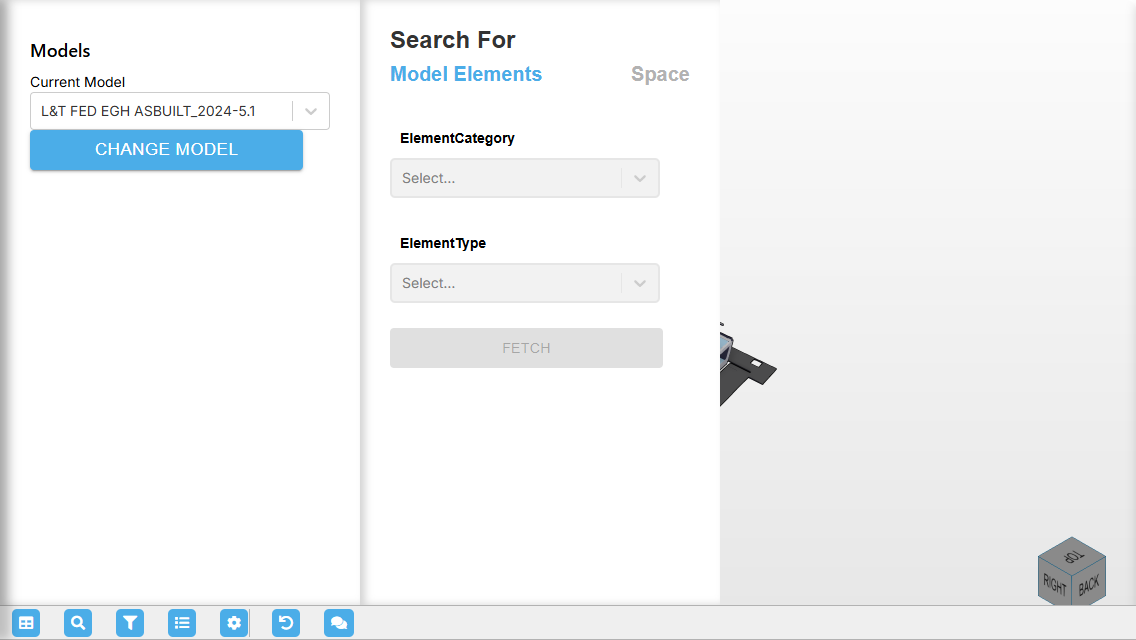 Models
Current Model
L&T FED EGH ASBUILT_2024-5.1
CHANGE MODEL
Search For
Model Elements
Space
ElementCategory
Select...
ElementType
Select...
FETCH
TOP
RIGHT
BACK